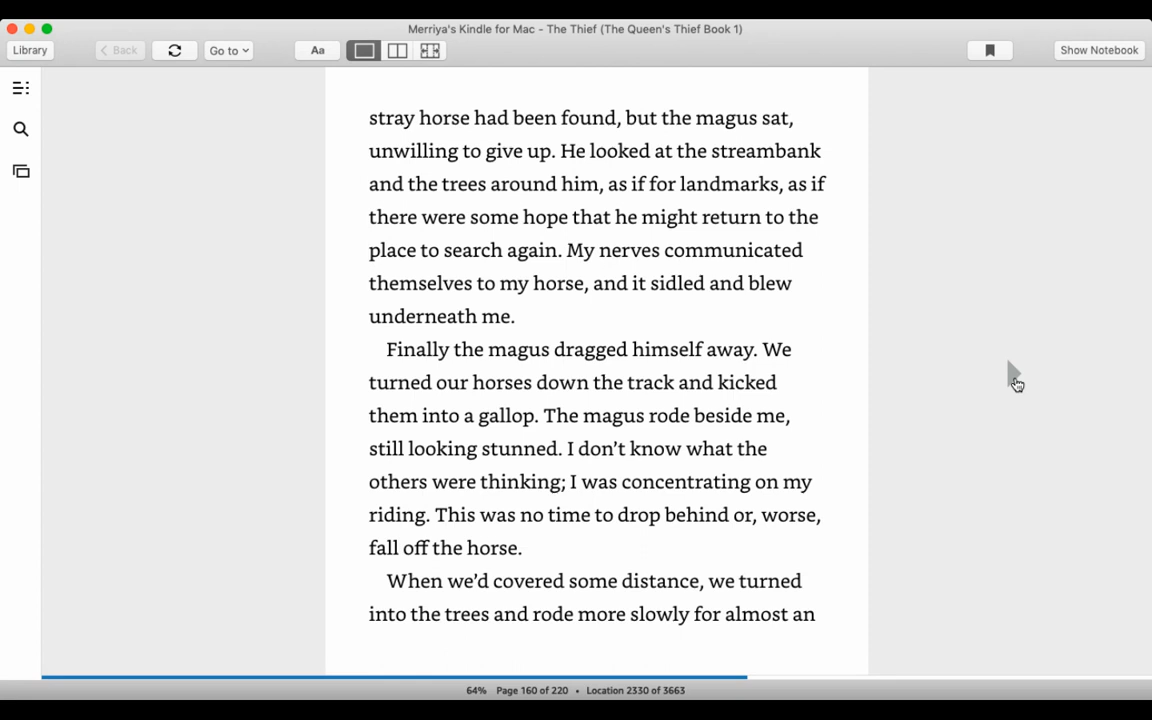 Merriya's Kindle for Mac - The Thief (The Queen's Thief Book 1)
Library
Back
Go to
Aa
Show Notebook
stray horse had been found, but the magus sat,
unwilling to give up. He looked at the streambank
and the trees around him, as if for landmarks, as if
there were some hope that he might return to the
place to search again. My nerves communicated
themselves to my horse, and it sidled and blew
underneath me.
Finally the magus dragged himself away. We
turned our horses down the track and kicked
them into a gallop. The magus rode beside me,
still looking stunned. I don’t know what the
others were thinking; I was concentrating on my
riding. This was no time to drop behind or, worse,
fall off the horse.
When we’d covered some distance, we turned
into the trees and rode more slowly for almost an
64% Page 160 of 220 • Location 2330 of 3663